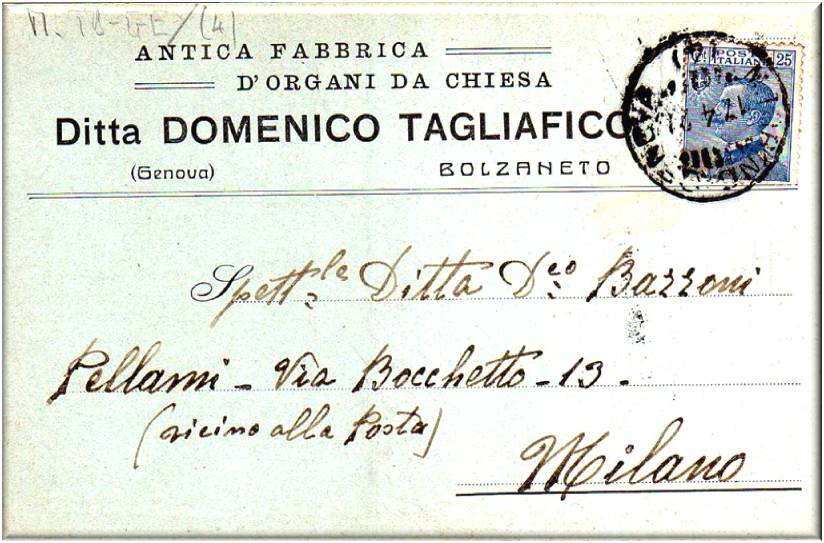 ANTICA FABBRICA
D'ORGANI DA CHIESA
Ditta DOMENICO TAGLIAFICO
(Genova) BOLZANETO
POSTE ITALIANE 25
Spett.le Ditta D.co Bazzoni
Pellami - Via Bocchetto - 13 -
(vicino alla Posta)
Milano